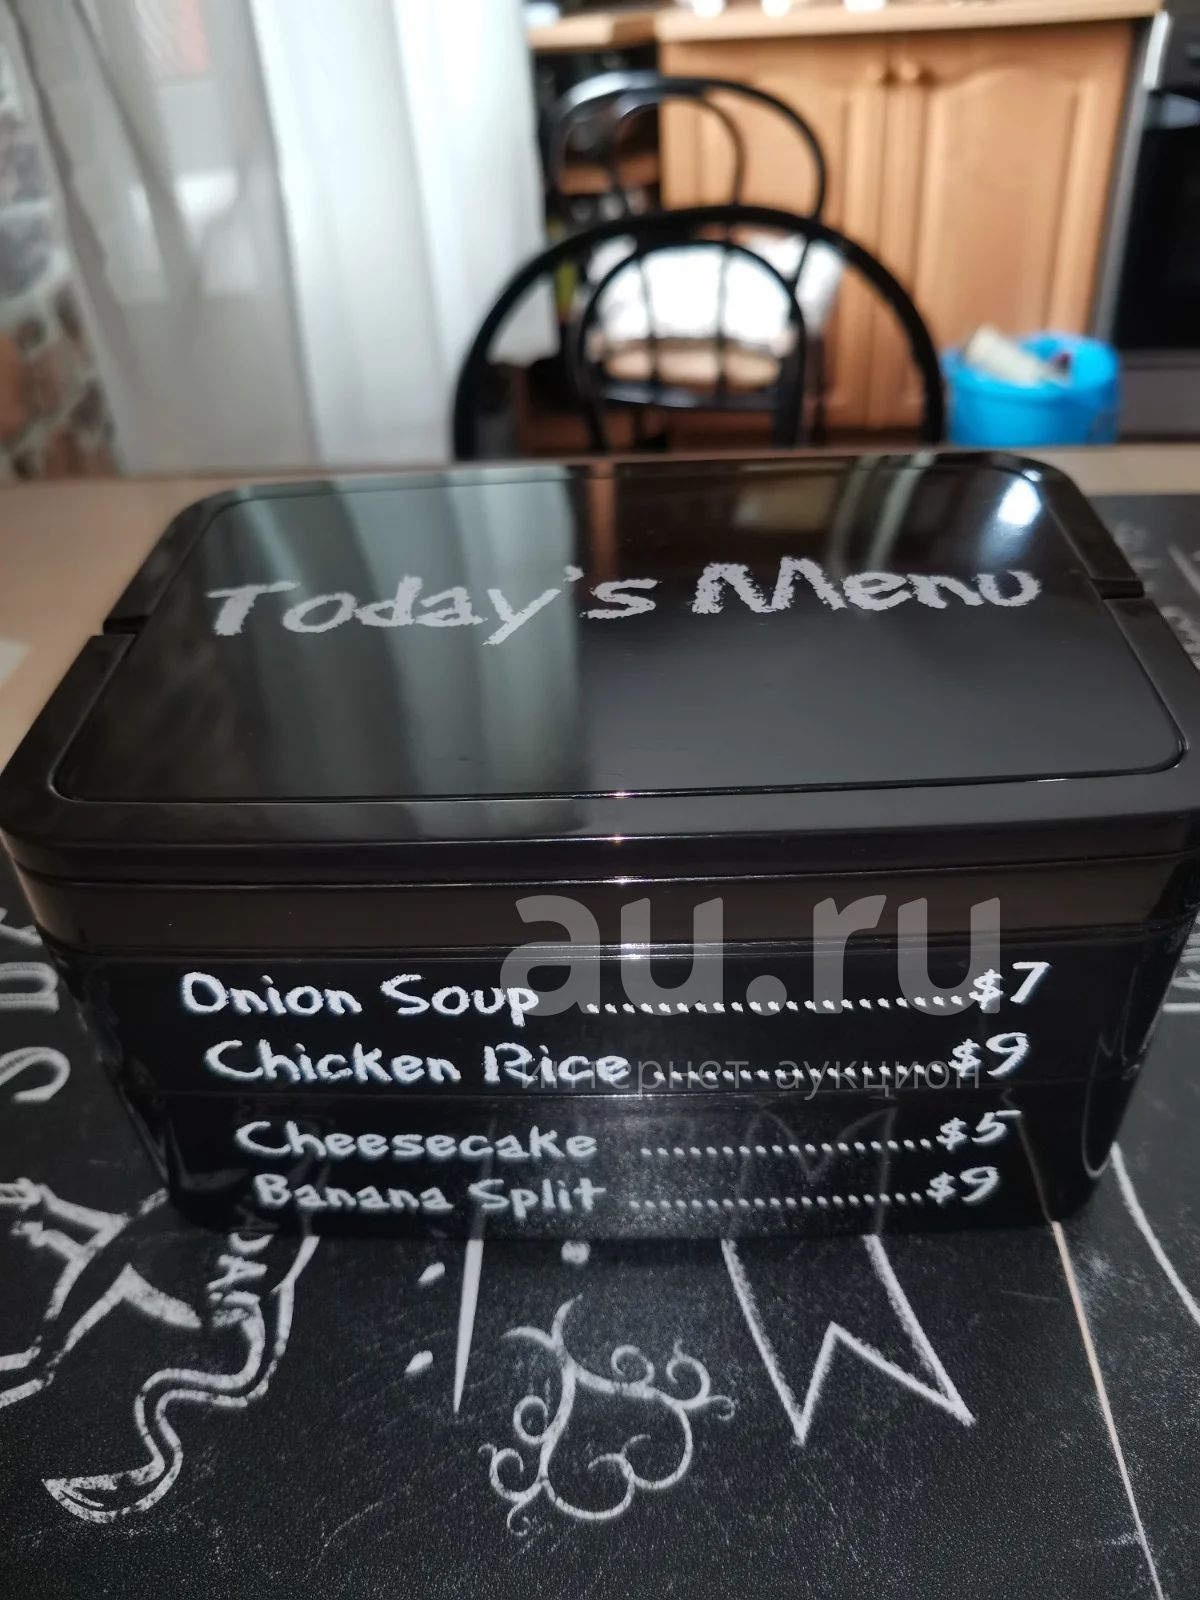 Today's Menu
au.ru
Onion Soup ........................$7
Chicken Rice ......................$9
интернет аукцион
Cheesecake ..................$5
Banana Split ..................$9